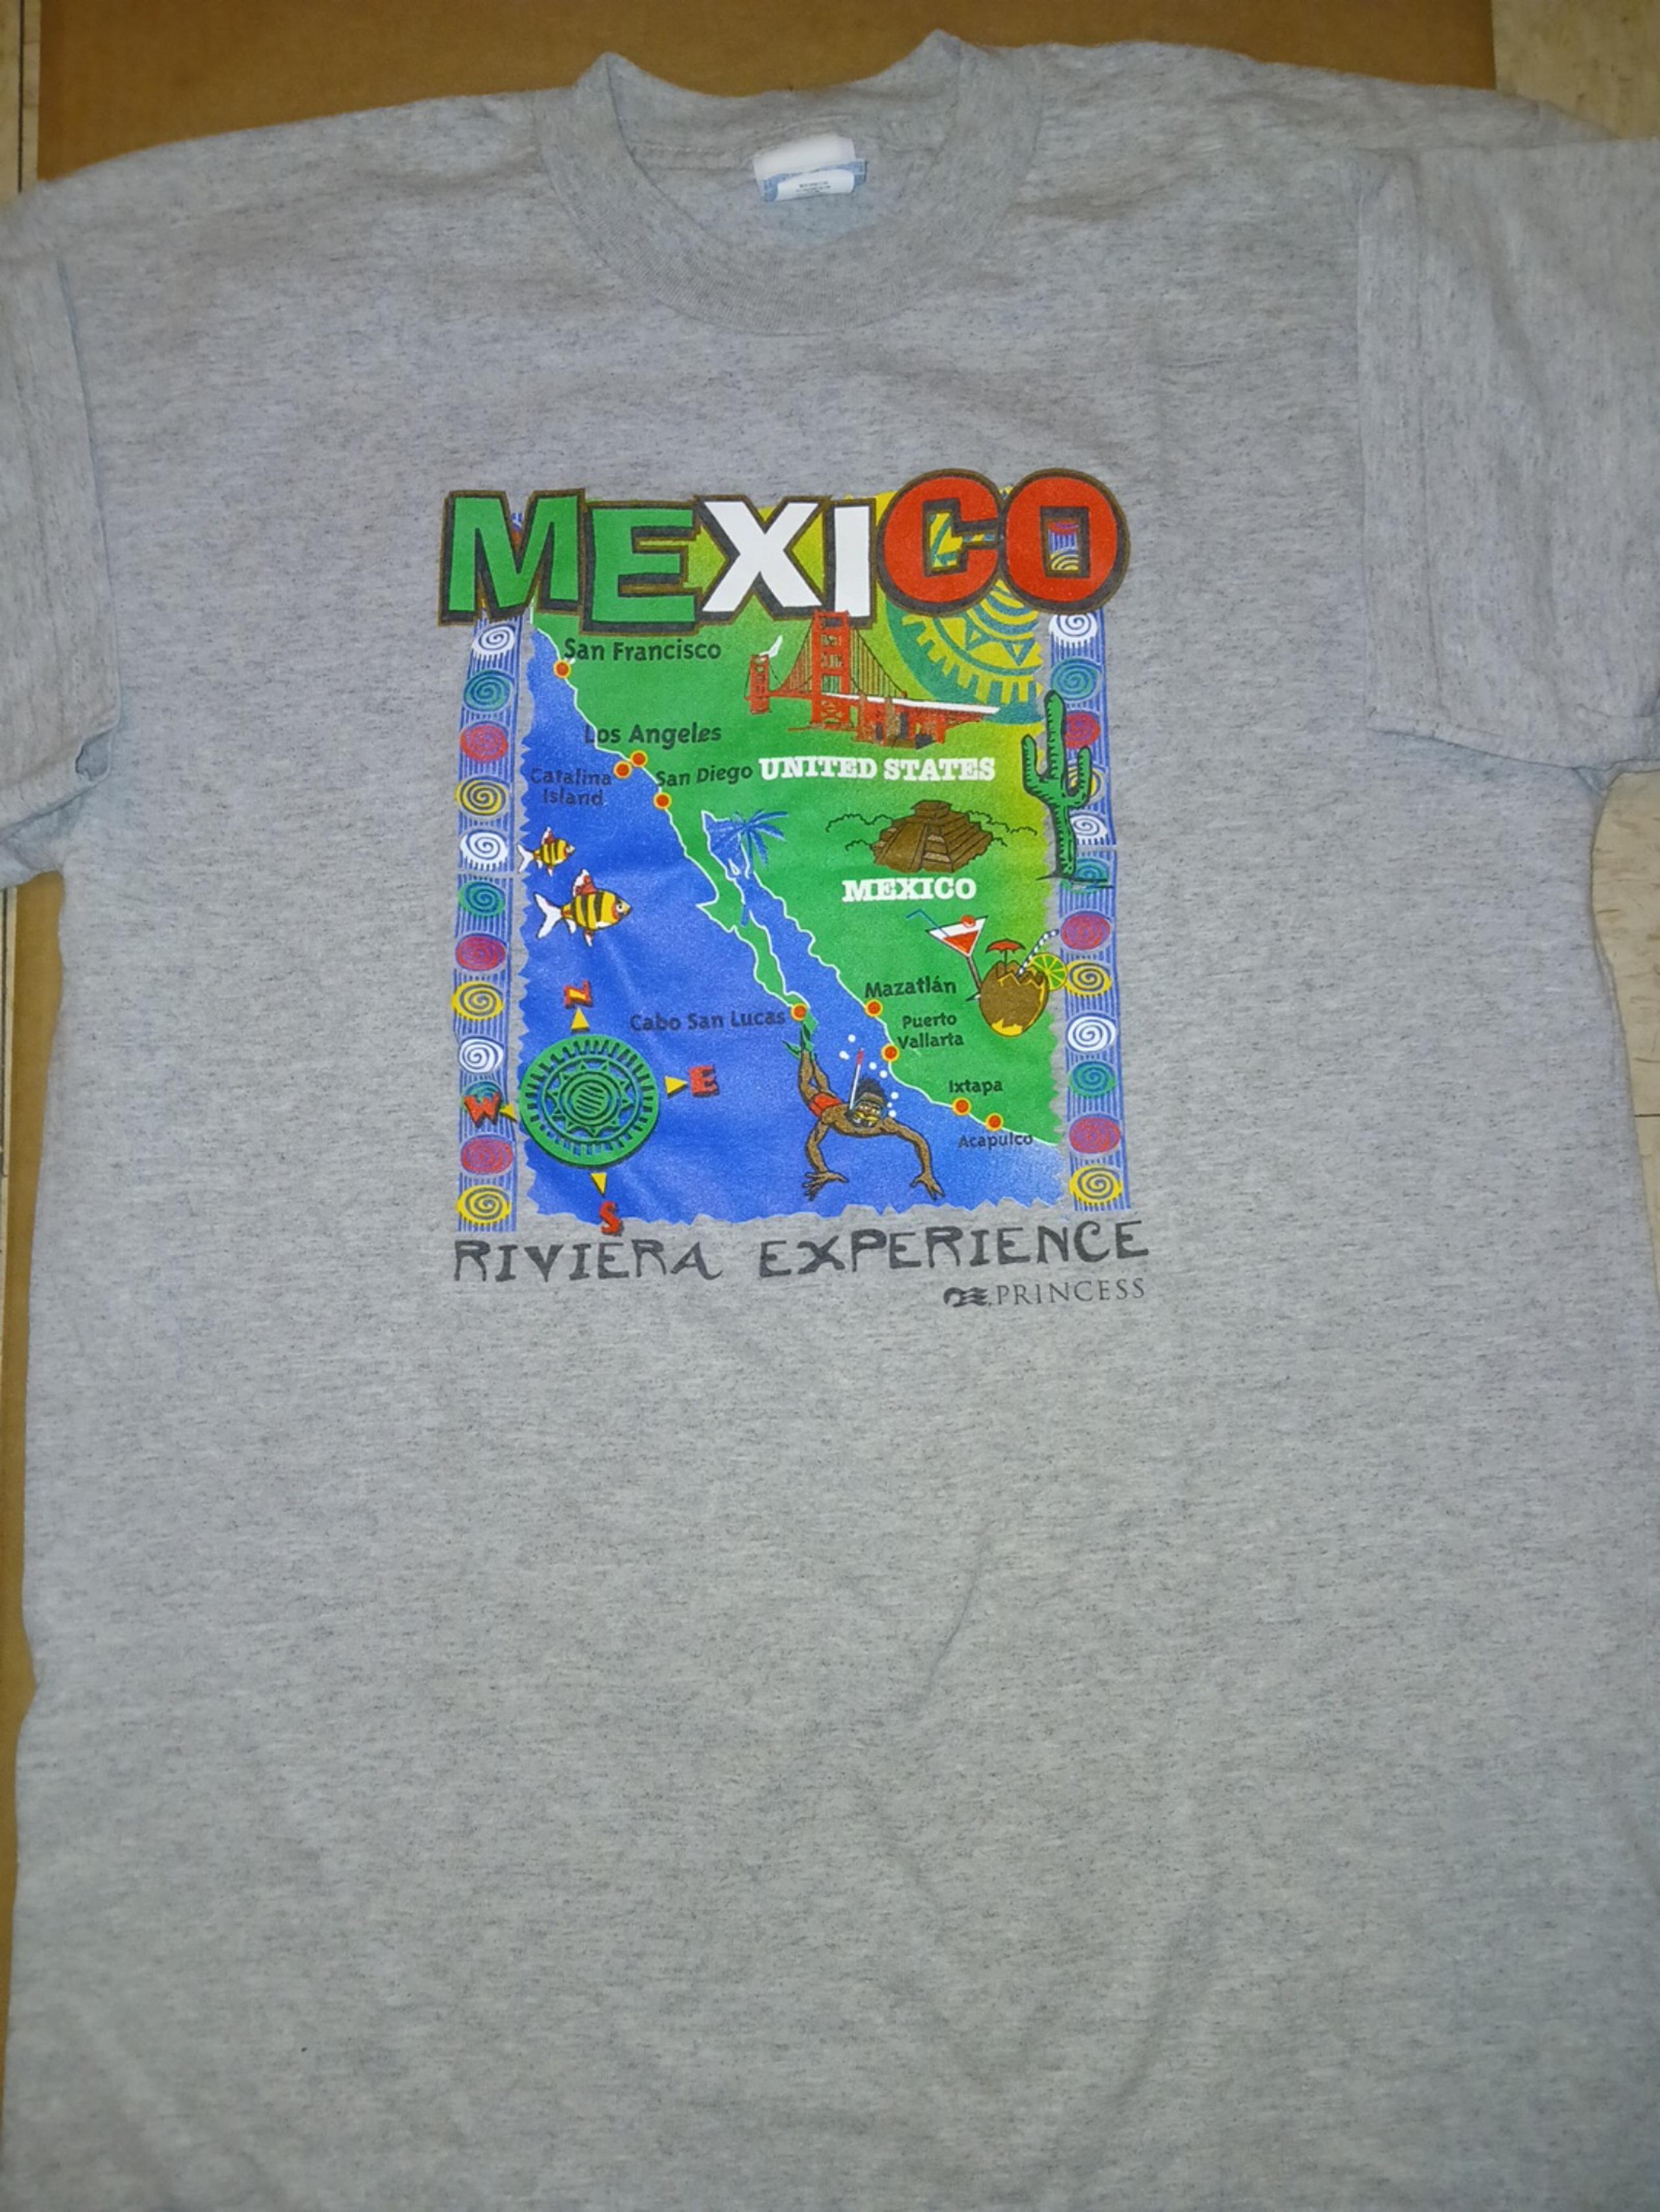 MEXICO
San Francisco
Los Angeles
Catalina
Island
San Diego
UNITED STATES
MEXICO
Mazatlán
Cabo San Lucas
Puerto
Vallarta
Ixtapa
Acapulco
N
E
W
S
RIVIERA EXPERIENCE
PRINCESS